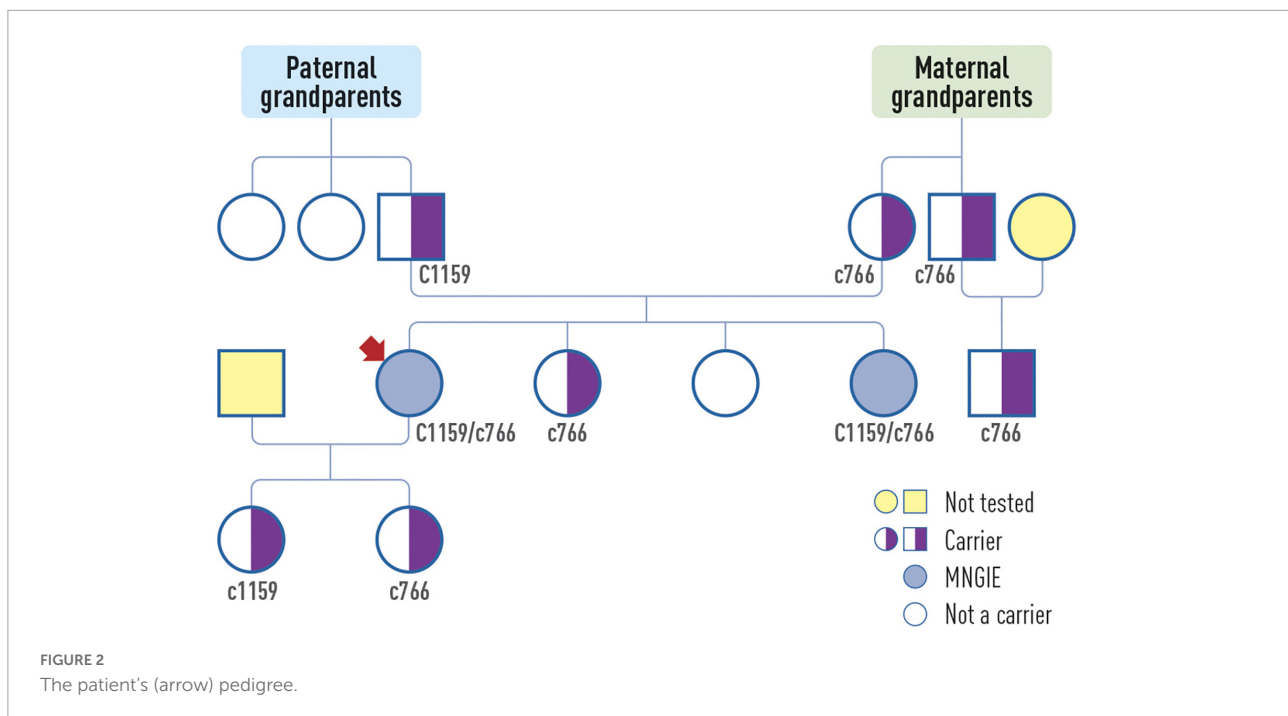 Paternal
grandparents
Maternal
grandparents
C1159
c766
c766
C1159/c766
c766
C1159/c766
c766
Not tested
Carrier
MNGIE
Not a carrier
c1159
c766
FIGURE 2
The patient's (arrow) pedigree.